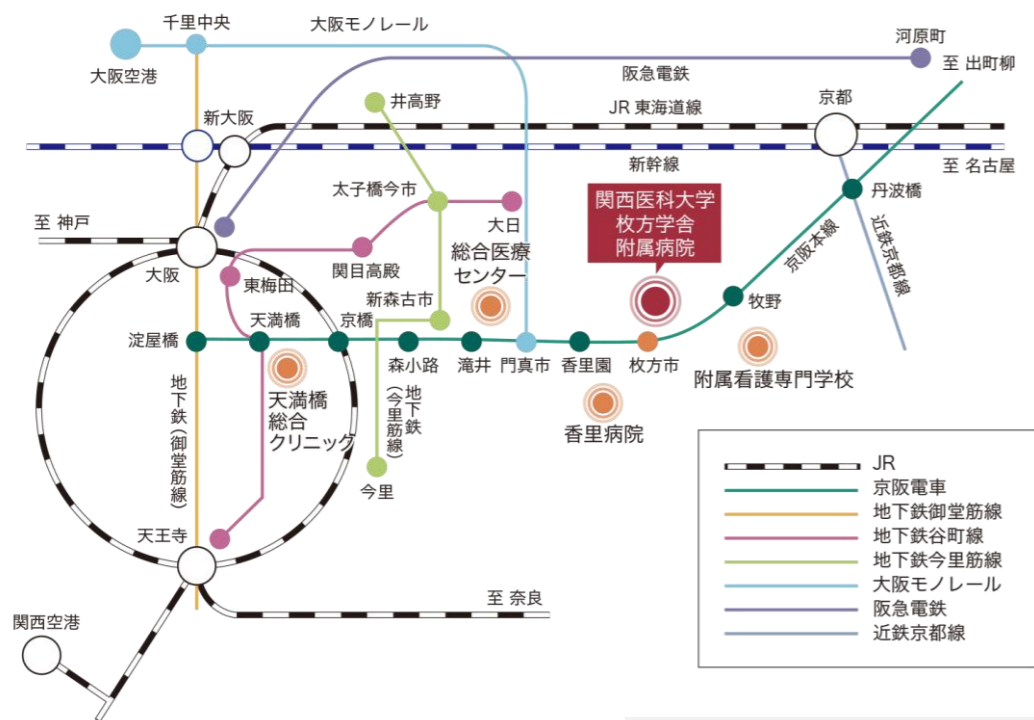 千里中央
大阪モノレール
河原町
大阪空港
阪急電鉄
至 出町柳
井高野
JR 東海道線
京都
新大阪
新幹線
至 名古屋
太子橋今市
関西医科大学
枚方学舎
附属病院
丹波橋
大日
至 神戸
総合医療
センター
京阪本線
近鉄京都線
大阪
関目高殿
東梅田
新森古市
牧野
淀屋橋
天満橋
京橋
森小路
滝井
門真市
香里園
枚方市
附属看護専門学校
地下鉄(御堂筋線)
天満橋
総合
クリニック
地下鉄
(今里筋線)
香里病院
今里
天王寺
至 奈良
関西空港
JR
京阪電車
地下鉄御堂筋線
地下鉄谷町線
地下鉄今里筋線
大阪モノレール
阪急電鉄
近鉄京都線